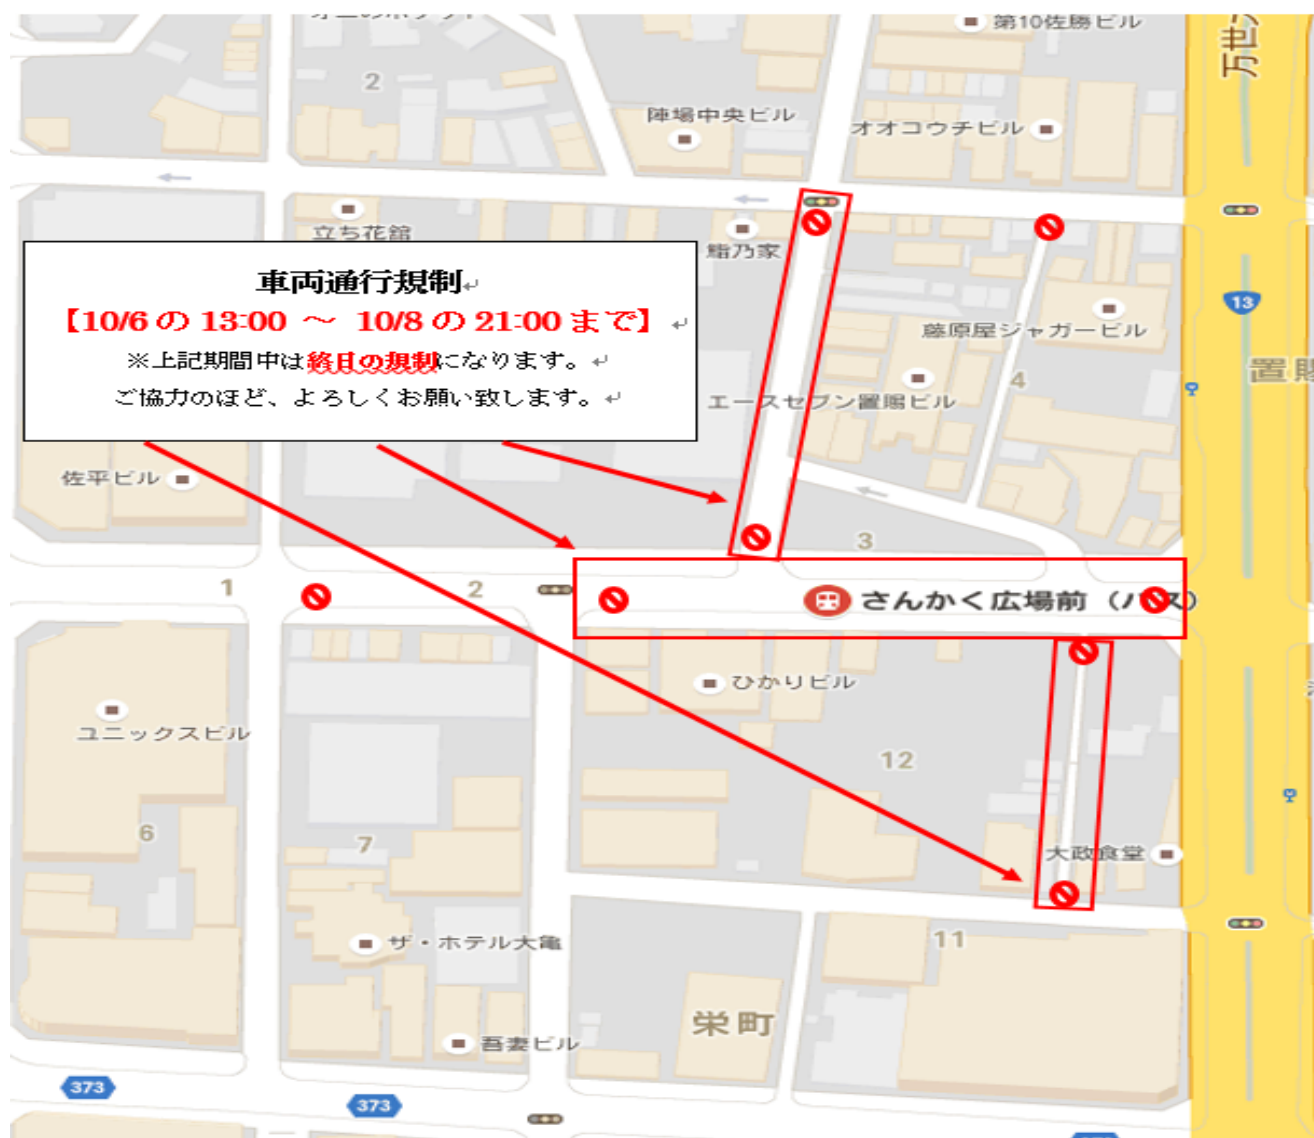 第10佐勝ビル
万世
2
陣場中央ビル
オオコウチビル
立ち花館
鮨乃家
車両通行規制
【10/6 の 13:00 ～ 10/8 の 21:00 まで】
※上記期間中は終日の規制になります。
ご協力のほど、よろしくお願い致します。
13
藤原屋ジャガービル
置賜
4
エースセブン置賜ビル
佐平ビル
3
1
2
さんかく広場前（バス）
ひかりビル
ユニックスビル
12
6
7
大政食堂
ザ・ホテル大亀
11
栄町
吾妻ビル
373
373